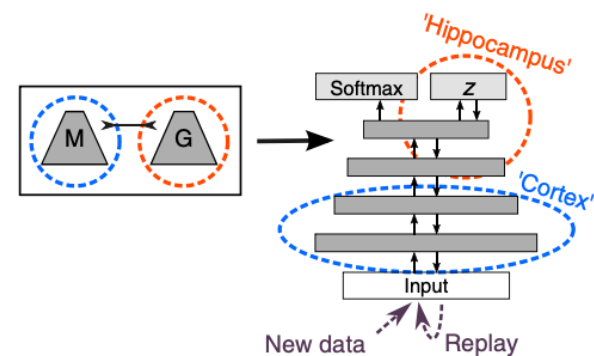 'Hippocampus'
Softmax
z
M
G
'Cortex'
Input
New data
Replay